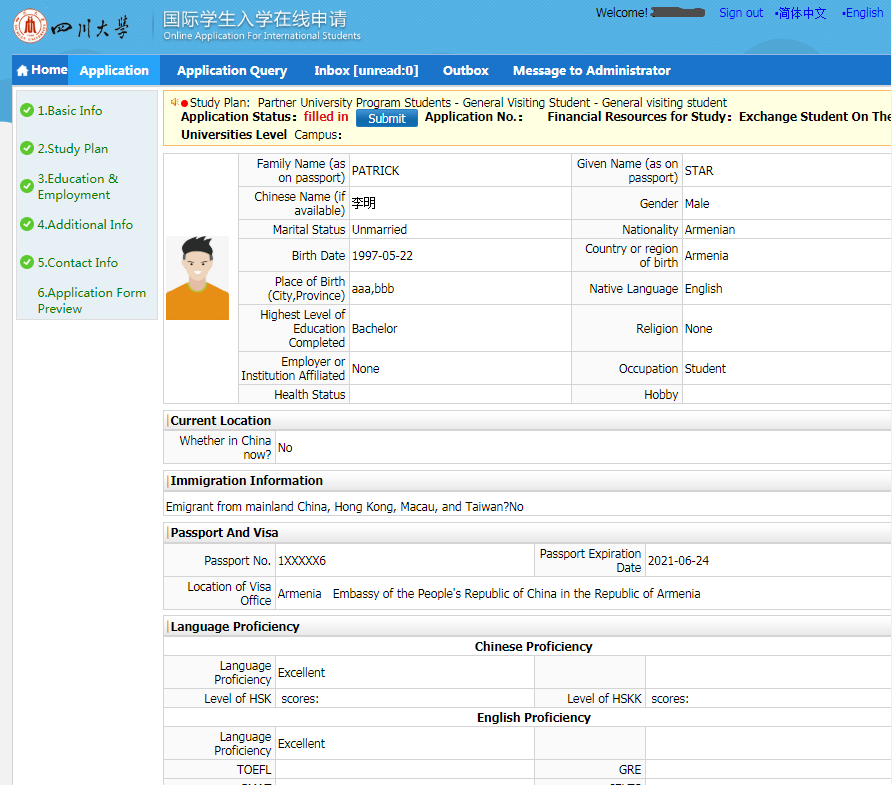 Welcome! Sign out •简体中文 •English
四川大学
国际学生入学在线申请
Online Application For International Students
Home Application Application Query Inbox [unread:0] Outbox Message to Administrator
1.Basic Info
2.Study Plan
3.Education &
Employment
4.Additional Info
5.Contact Info
6.Application Form
Preview
Study Plan: Partner University Program Students - General Visiting Student - General visiting student
Application Status: filled in Submit Application No.: Financial Resources for Study: Exchange Student On The
Universities Level Campus:
Family Name (as
on passport) PATRICK
Given Name (as on
passport) STAR
Chinese Name (if
available) 李明
Gender Male
Marital Status Unmarried
Nationality Armenian
Birth Date 1997-05-22
Country or region
of birth Armenia
Place of Birth
(City,Province) aaa,bbb
Native Language English
Highest Level of
Education
Completed Bachelor
Religion None
Employer or
Institution Affiliated None
Occupation Student
Health Status
Hobby
Current Location
Whether in China
now? No
Immigration Information
Emigrant from mainland China, Hong Kong, Macau, and Taiwan?No
Passport And Visa
Passport No. 1XXXXX6
Passport Expiration
Date 2021-06-24
Location of Visa
Office Armenia Embassy of the People's Republic of China in the Republic of Armenia
Language Proficiency
Chinese Proficiency
Language
Proficiency Excellent
Level of HSK scores: Level of HSKK scores:
English Proficiency
Language
Proficiency Excellent
TOEFL GRE